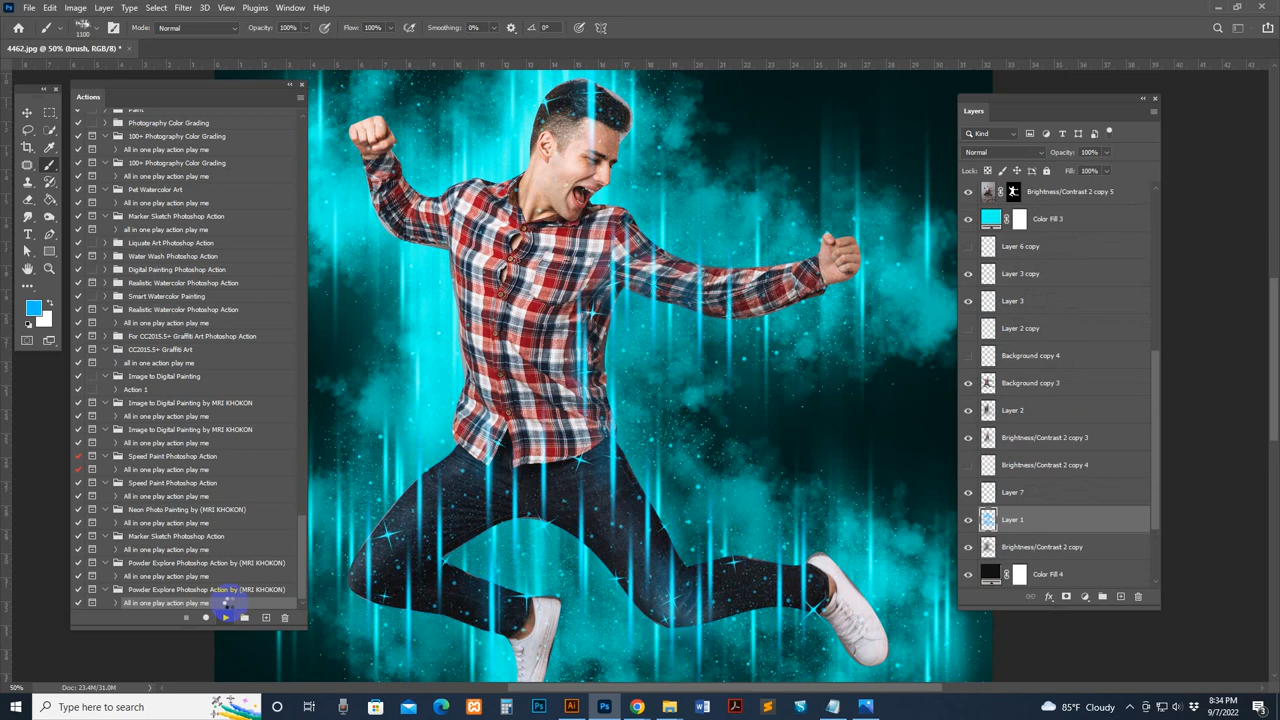 Ps File Edit Image Layer Type Select Filter 3D View Plugins Window Help
1100 Mode: Normal Opacity: 100% Flow: 100% Smoothing: 0% 0°
4462.jpg @ 50% (brush, RGB/8) * ×
Actions
Paint
Photography Color Grading
100+ Photography Color Grading
All in one action play play me
100+ Photography Color Grading
All in one action play play me
Pet Watercolor Art
All in one action play play me
Marker Sketch Photoshop Action
All in one action play play me
Liquate Art Photoshop Action
Water Wash Photoshop Action
Digital Painting Photoshop Action
Realistic Watercolor Photoshop Action
Smart Watercolor Painting
Realistic Watercolor Photoshop Action
All in one action play play me
For CC2015.5+ Graffiti Art Photoshop Action
CC2015.5+ Graffiti Art
all in one action play me
Image to Digital Painting
Action 1
Image to Digital Painting by MRI KHOKON
All in one action play play me
Image to Digital Painting by MRI KHOKON
All in one action play play me
Speed Paint Photoshop Action
All in one action play play me
Speed Paint Photoshop Action
All in one action play play me
Neon Photo Painting by (MRI KHOKON)
All in one action play play me
Marker Sketch Photoshop Action
All in one action play play me
Powder Explore Photoshop Action by (MRI KHOKON)
All in one action play play me
Powder Explore Photoshop Action by (MRI KHOKON)
All in one action play play me
Layers
Kind
Normal Opacity: 100%
Lock: Fill: 100%
Brightness/Contrast 2 copy 5
Color Fill 3
Layer 6 copy
Layer 3 copy
Layer 3
Layer 2 copy
Background copy 4
Background copy 3
Layer 2
Brightness/Contrast 2 copy 3
Brightness/Contrast 2 copy 4
Layer 7
Layer 1
Brightness/Contrast 2 copy
Color Fill 4
50% Doc: 23.4M/31.0M
Type here to search
85°F Cloudy
8:34 PM
9/7/2022